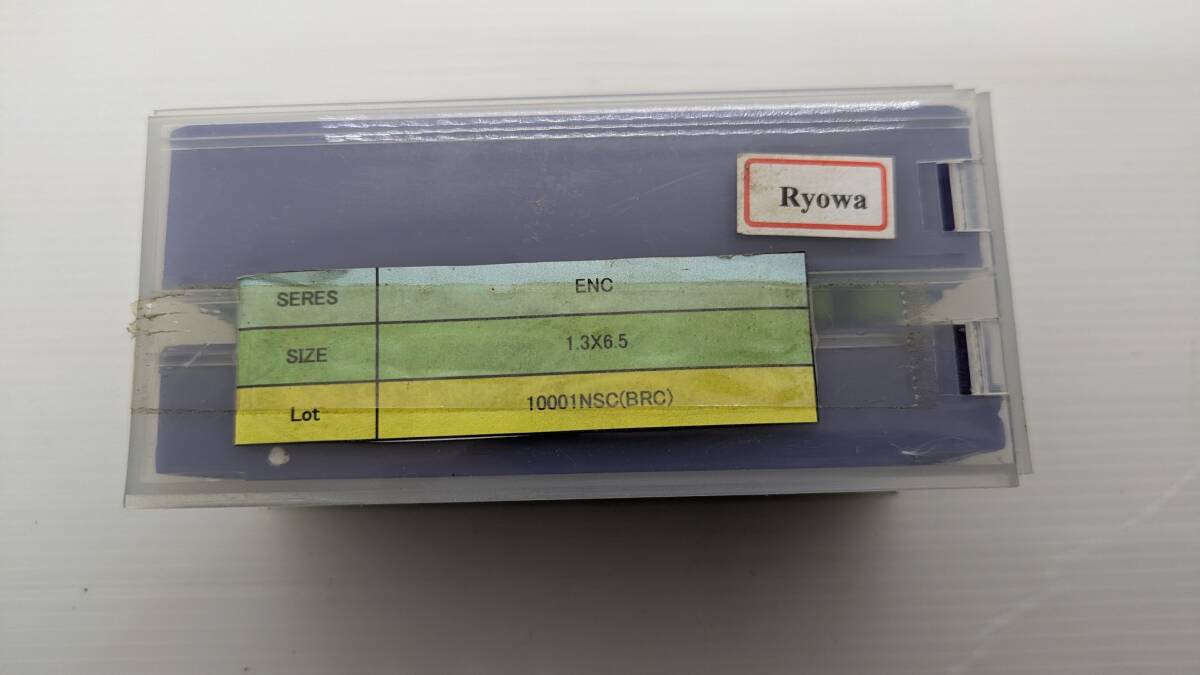 Ryowa
SERES ENC
SIZE 1.3X6.5
Lot 10001NSC(BRC)